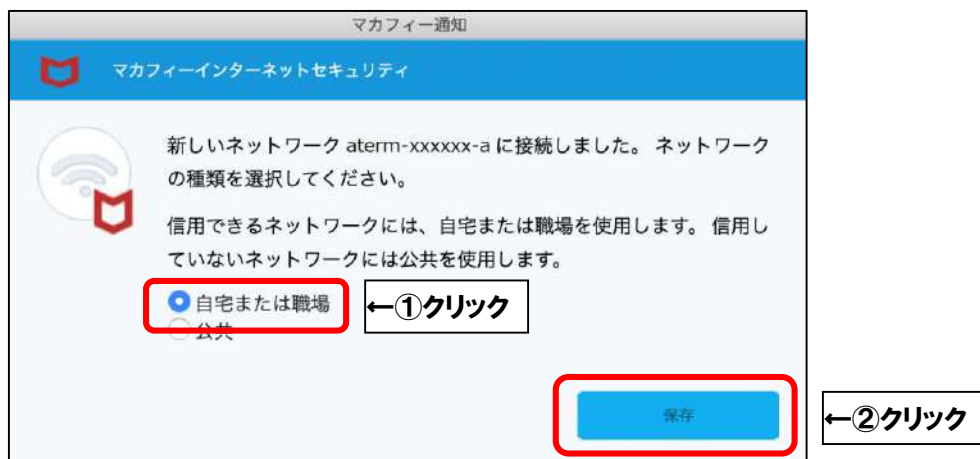 マカフィー通知
マカフィーインターネットセキュリティ
新しいネットワーク aterm-xxxxxx-a に接続しました。 ネットワーク
の種類を選択してください。
信用できるネットワークには、自宅または職場を使用します。 信用し
ていないネットワークには公共を使用します。
自宅または職場
←①クリック
公共
保存
←②クリック